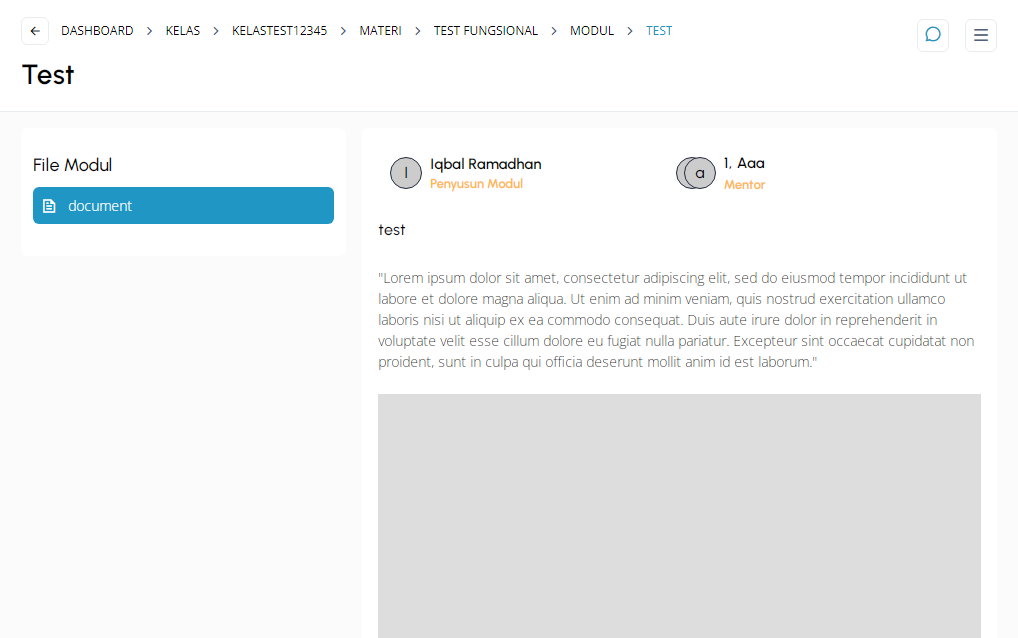 DASHBOARD > KELAS > KELASTEST12345 > MATERI > TEST FUNGSIONAL > MODUL > TEST
Test
File Modul
document
I
Iqbal Ramadhan
Penyusun Modul
a
1, Aaa
Mentor
test
"Lorem ipsum dolor sit amet, consectetur adipiscing elit, sed do eiusmod tempor incididunt ut
labore et dolore magna aliqua. Ut enim ad minim veniam, quis nostrud exercitation ullamco
laboris nisi ut aliquip ex ea commodo consequat. Duis aute irure dolor in reprehenderit in
voluptate velit esse cillum dolore eu fugiat nulla pariatur. Excepteur sint occaecat cupidatat non
proident, sunt in culpa qui officia deserunt mollit anim id est laborum."